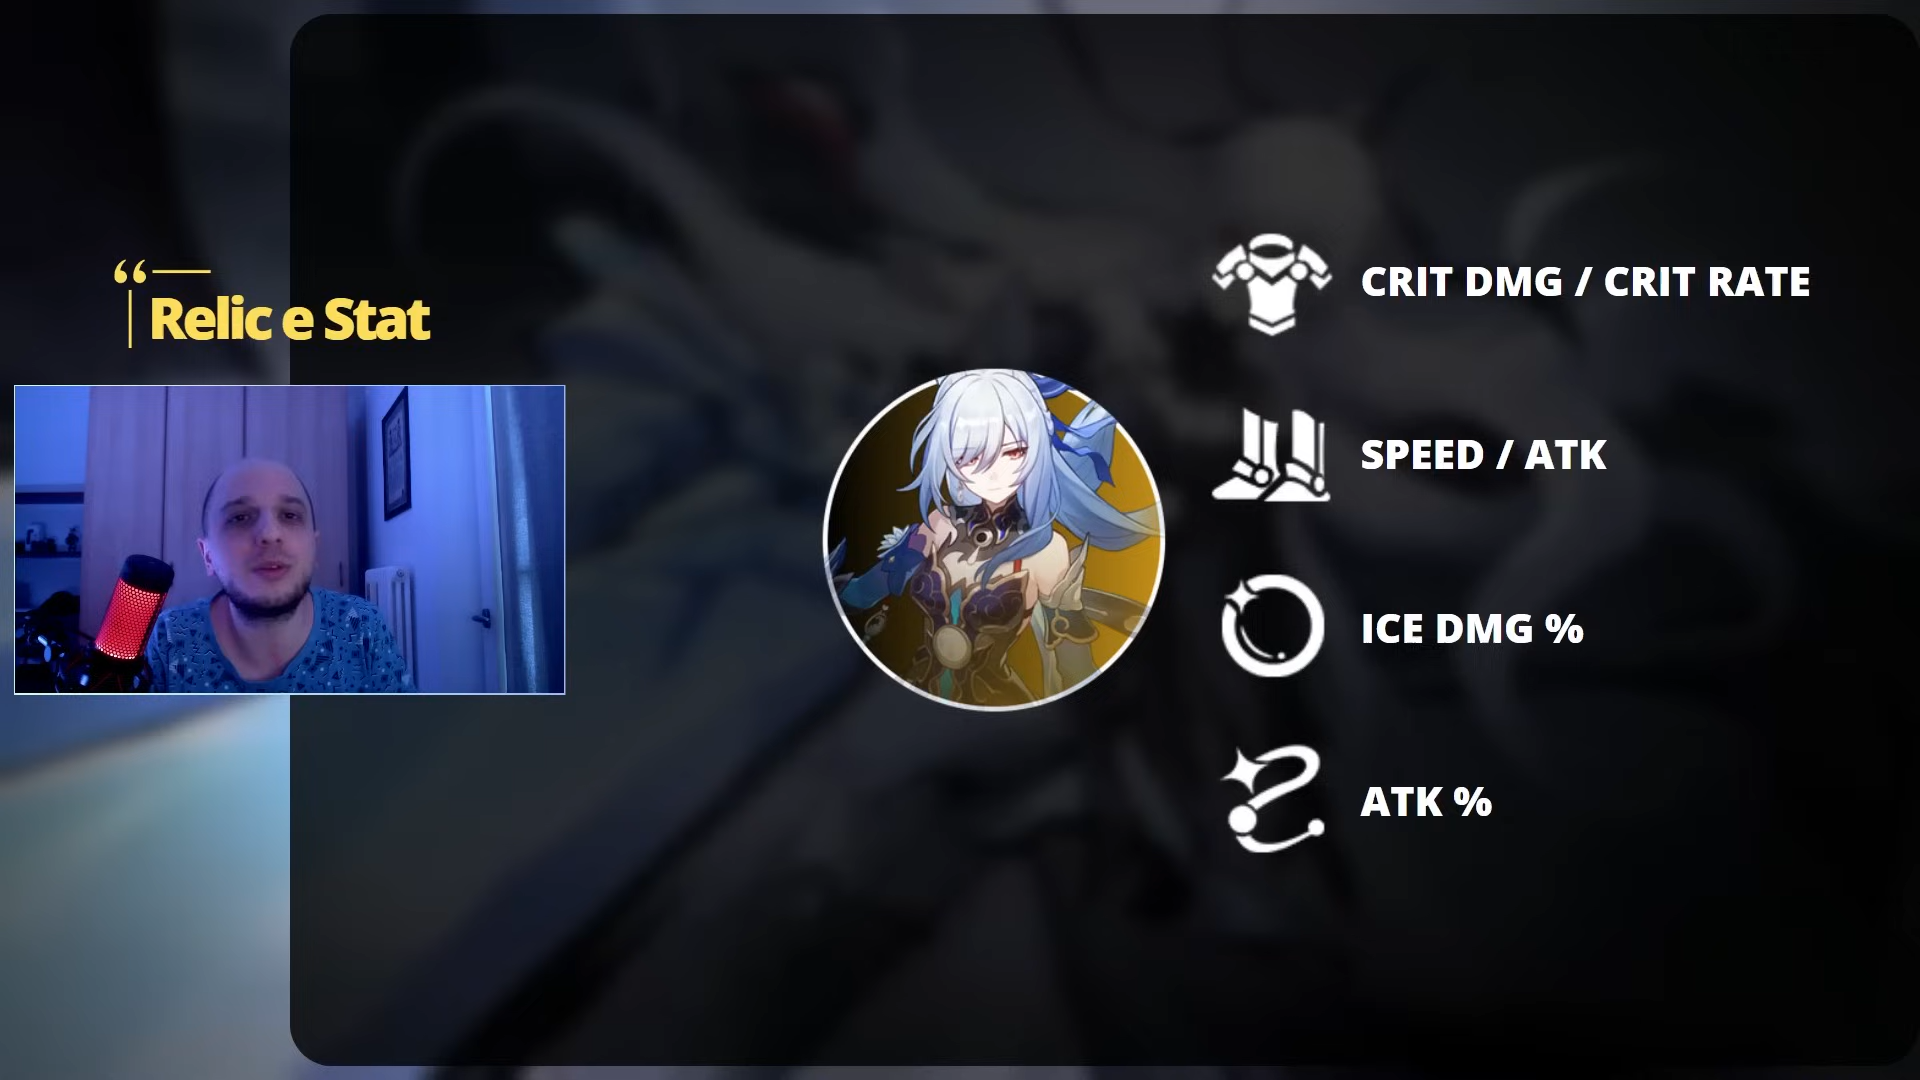 Relic e Stat
CRIT DMG / CRIT RATE
SPEED / ATK
ICE DMG %
ATK %